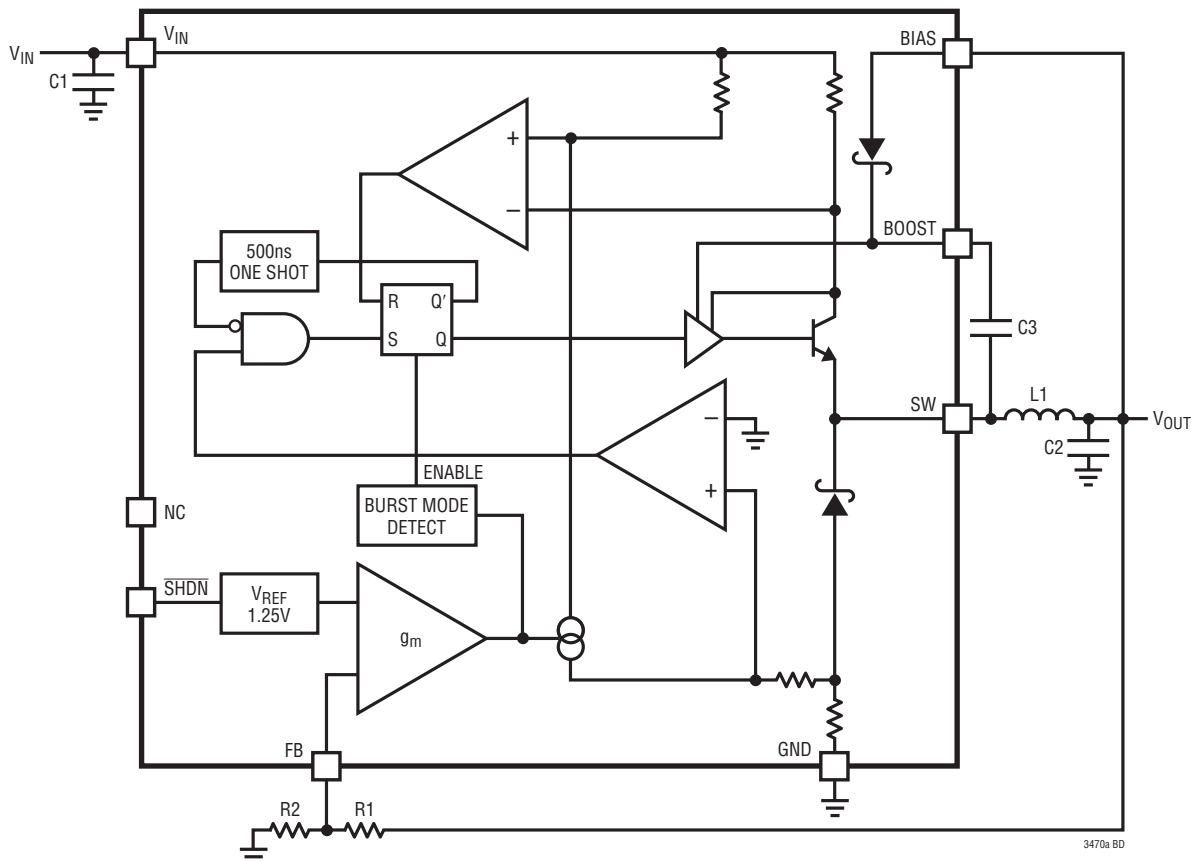 VIN
VIN
C1
BIAS
BOOST
500ns
ONE SHOT
+
−
R Q′
S Q
C3
SW
L1
VOUT
C2
−
+
ENABLE
BURST MODE
DETECT
NC
SHDN
VREF
1.25V
gm
FB
GND
R2
R1
3470a BD